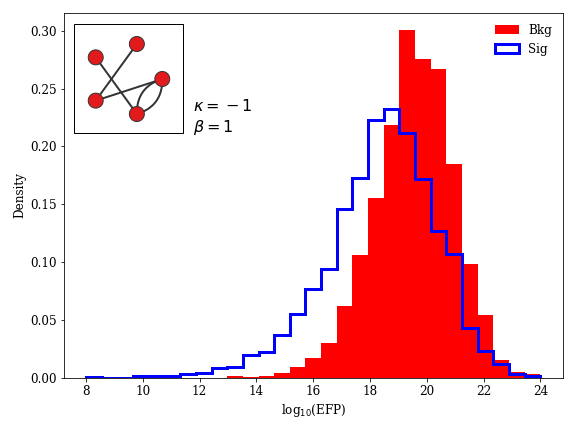 Bkg
Sig
κ = −1
β = 1
Density
0.30
0.25
0.20
0.15
0.10
0.05
0.00
8 10 12 14 16 18 20 22 24
log₁₀(EFP)